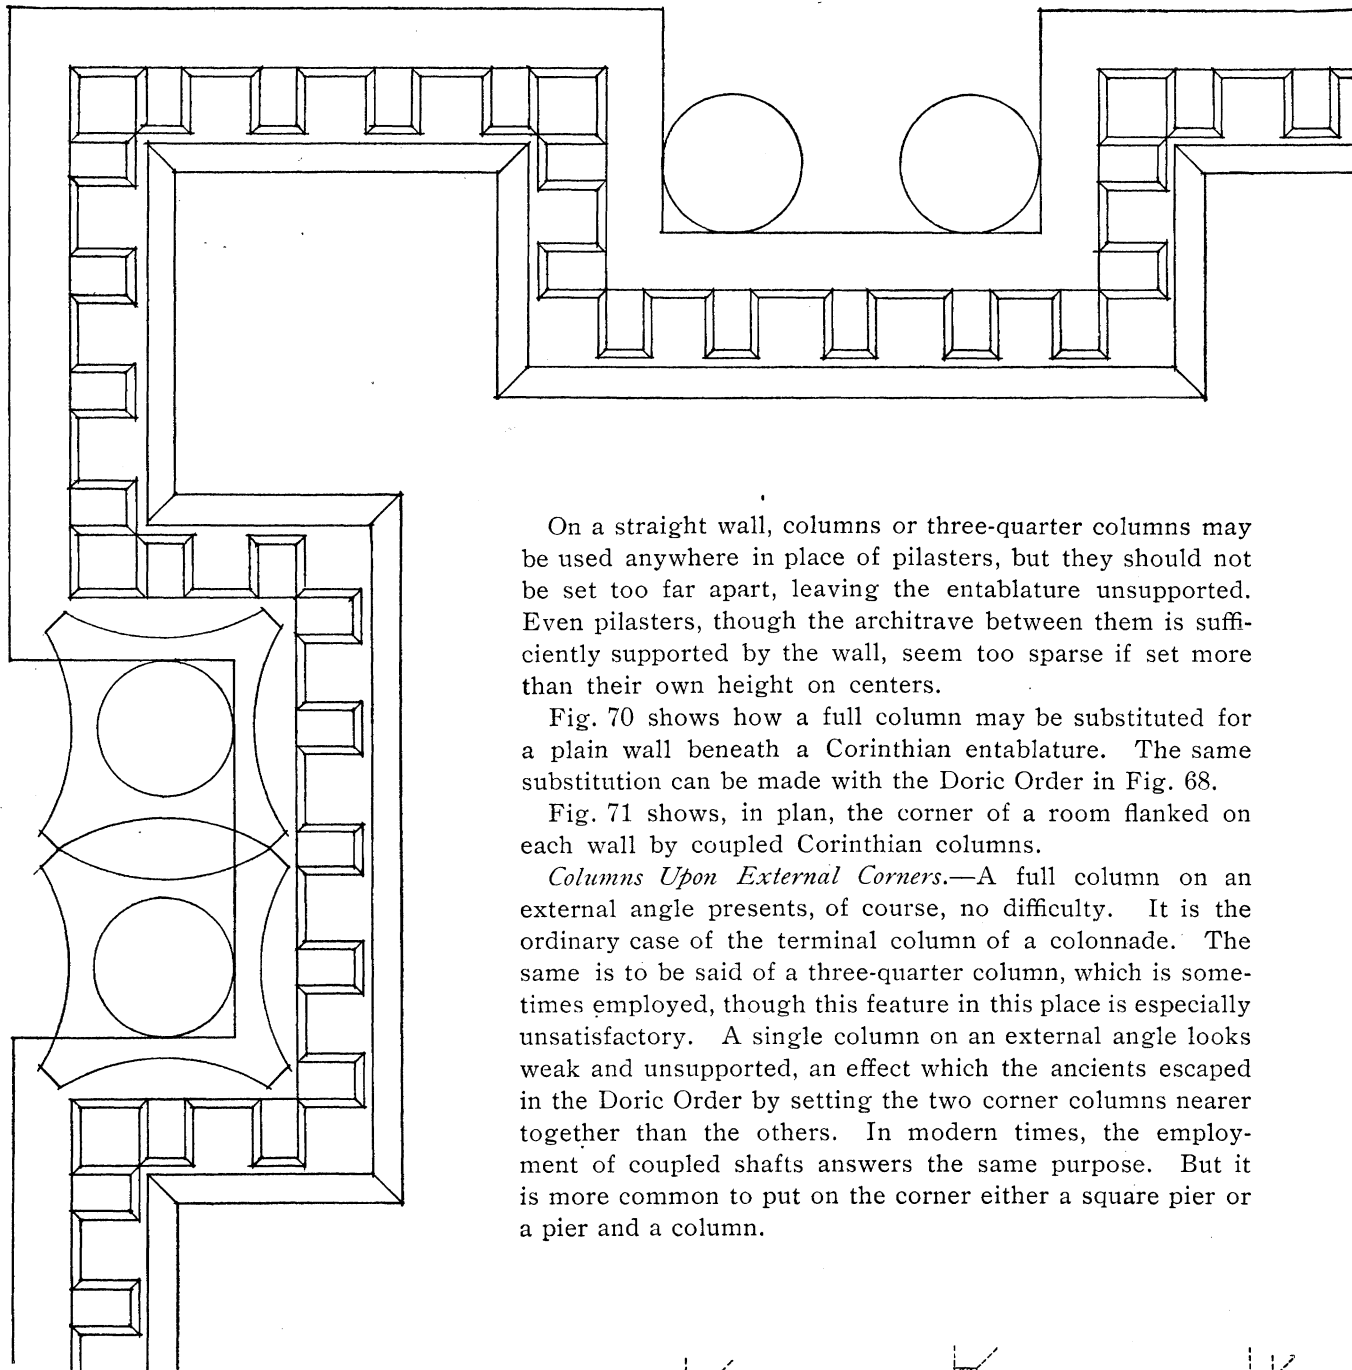 On a straight wall, columns or three-quarter columns may
be used anywhere in place of pilasters, but they should not
be set too far apart, leaving the entablature unsupported.
Even pilasters, though the architrave between them is suffi-
ciently supported by the wall, seem too sparse if set more
than their own height on centers.
Fig. 70 shows how a full column may be substituted for
a plain wall beneath a Corinthian entablature. The same
substitution can be made with the Doric Order in Fig. 68.
Fig. 71 shows, in plan, the corner of a room flanked on
each wall by coupled Corinthian columns.
Columns Upon External Corners.—A full column on an
external angle presents, of course, no difficulty. It is the
ordinary case of the terminal column of a colonnade. The
same is to be said of a three-quarter column, which is some-
times employed, though this feature in this place is especially
unsatisfactory. A single column on an external angle looks
weak and unsupported, an effect which the ancients escaped
in the Doric Order by setting the two corner columns nearer
together than the others. In modern times, the employ-
ment of coupled shafts answers the same purpose. But it
is more common to put on the corner either a square pier or
a pier and a column.